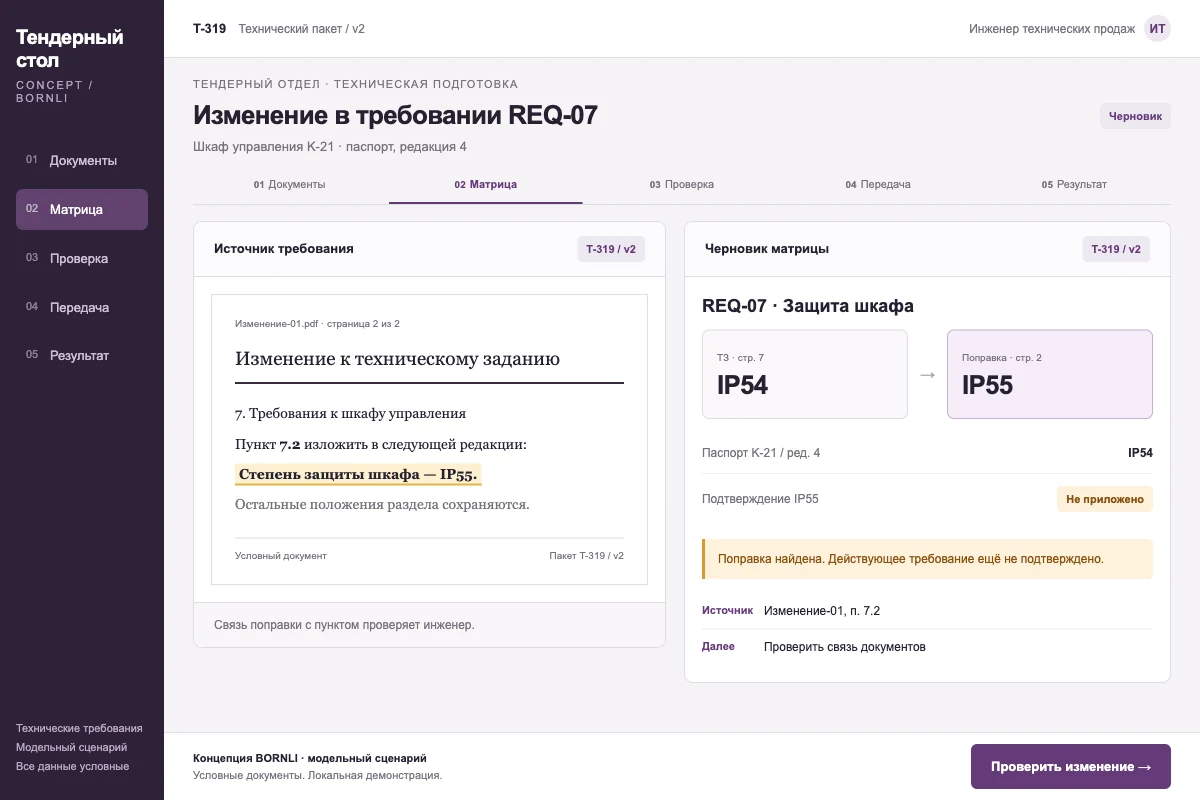 Тендерный
стол
CONCEPT /
BORNLI
01 Документы
02 Матрица
03 Проверка
04 Передача
05 Результат
Технические требования
Модельный сценарий
Все данные условные
T-319 Технический пакет / v2
Инженер технических продаж ИТ
ТЕНДЕРНЫЙ ОТДЕЛ · ТЕХНИЧЕСКАЯ ПОДГОТОВКА
Изменение в требовании REQ-07
Черновик
Шкаф управления К-21 · паспорт, редакция 4
01 Документы
02 Матрица
03 Проверка
04 Передача
05 Результат
Источник требования
T-319 / v2
Изменение-01.pdf · страница 2 из 2
Изменение к техническому заданию
7. Требования к шкафу управления
Пункт 7.2 изложить в следующей редакции:
Степень защиты шкафа — IP55.
Остальные положения раздела сохраняются.
Условный документ
Пакет T-319 / v2
Связь поправки с пунктом проверяет инженер.
Черновик матрицы
T-319 / v2
REQ-07 · Защита шкафа
ТЗ · стр. 7
IP54
→
Поправка · стр. 2
IP55
Паспорт К-21 / ред. 4
IP54
Подтверждение IP55
Не приложено
Поправка найдена. Действующее требование ещё не подтверждено.
Источник Изменение-01, п. 7.2
Далее Проверить связь документов
Концепция BORNLI · модельный сценарий
Условные документы. Локальная демонстрация.
Проверить изменение →